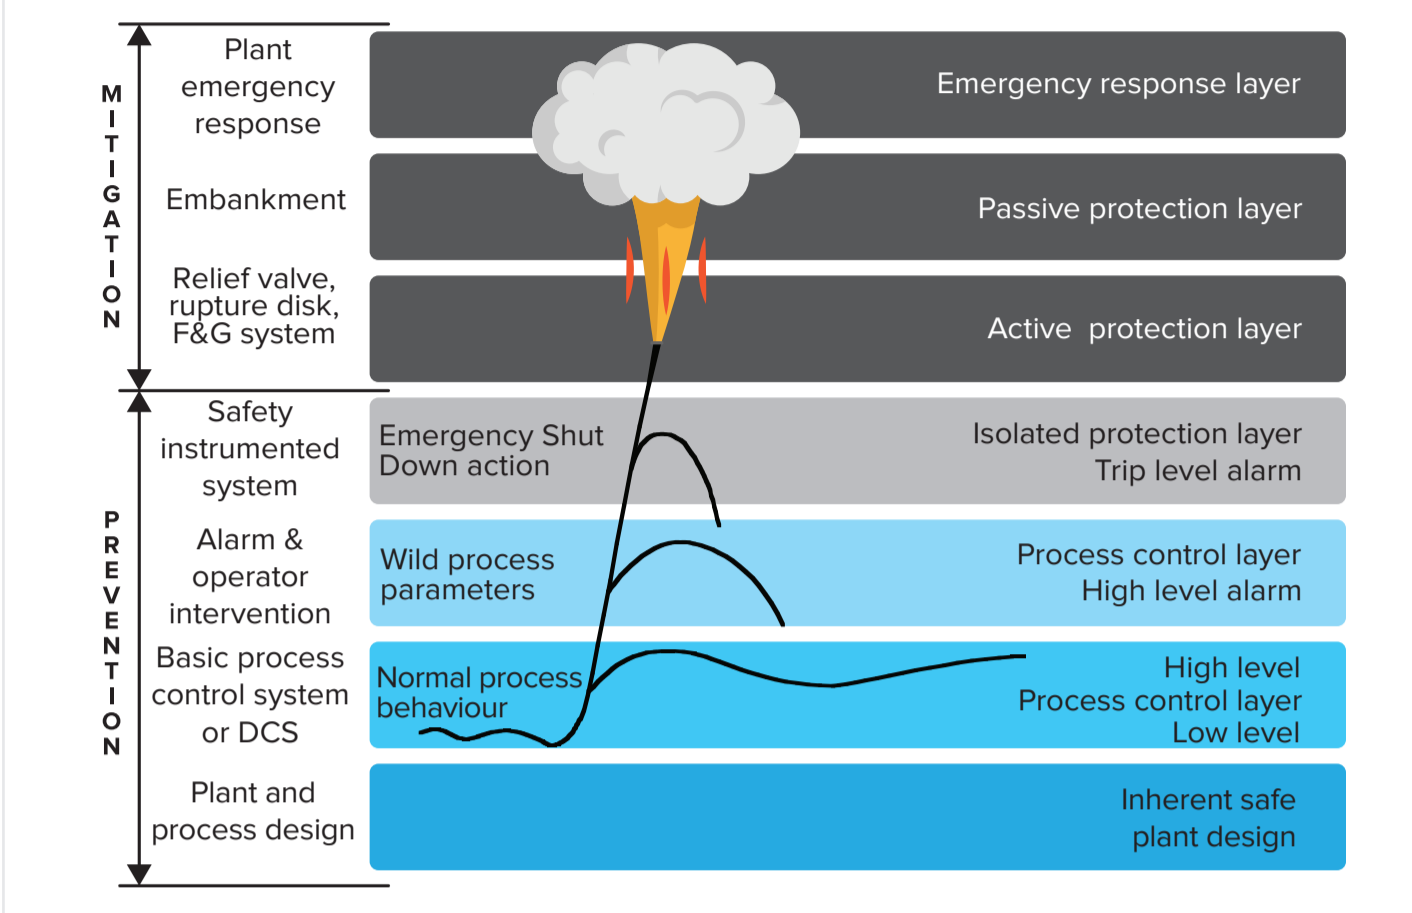 MITIGATION
Plant
emergency
response
Emergency response layer
Embankment
Passive protection layer
Relief valve,
rupture disk,
F&G system
Active protection layer
PREVENTION
Safety
instrumented
system
Emergency Shut
Down action
Isolated protection layer
Trip level alarm
Alarm &
operator
intervention
Wild process
parameters
Process control layer
High level alarm
Basic process
control system
or DCS
Normal process
behaviour
High level
Process control layer
Low level
Plant and
process design
Inherent safe
plant design